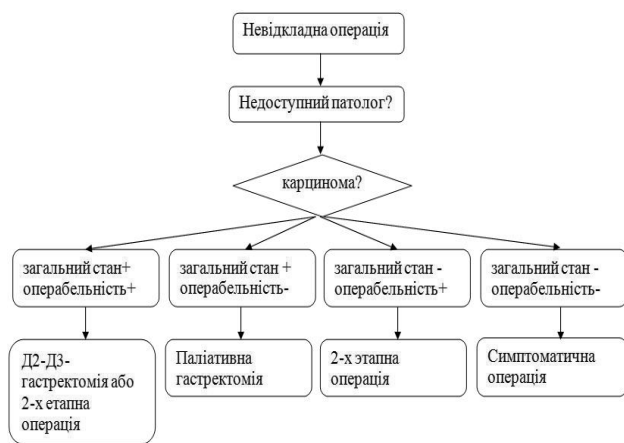 Невідкладна операція
Недоступний патолог?
карцинома?
загальний стан+
операбельність+
загальний стан +
операбельність-
загальний стан -
операбельність+
загальний стан -
операбельність-
Д2-Д3-
гастректомія або
2-х етапна
операція
Паліативна
гастректомія
2-х этапна
операція
Симптоматична
операція